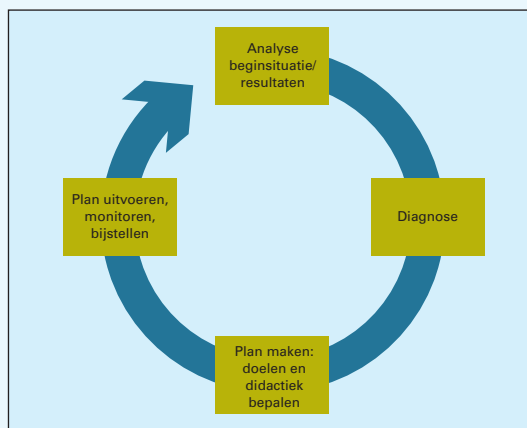 Analyse
beginsituatie/
resultaten
Diagnose
Plan maken:
doelen en
didactiek
bepalen
Plan uitvoeren,
monitoren,
bijstellen